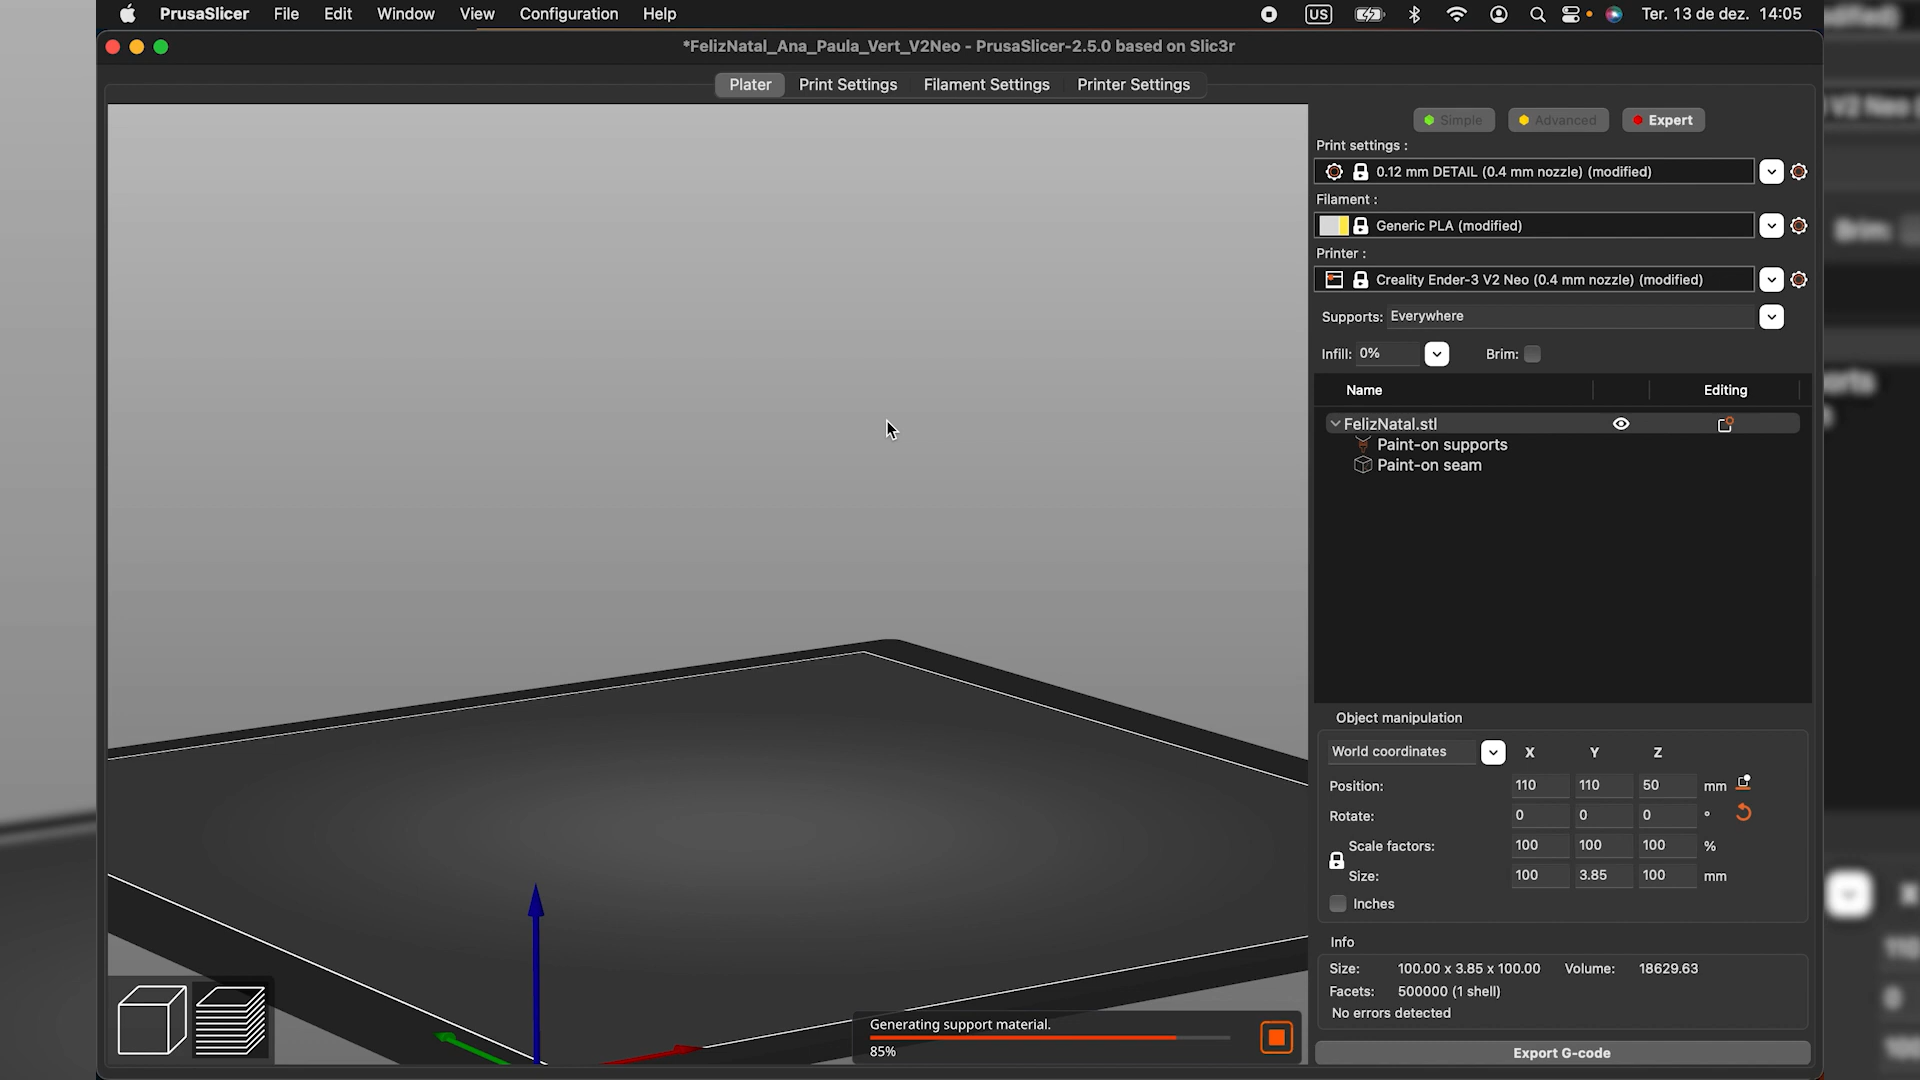 PrusaSlicer File Edit Window View Configuration Help US Ter. 13 de dez. 14:05
*FelizNatal_Ana_Paula_Vert_V2Neo - PrusaSlicer-2.5.0 based on Slic3r
Plater Print Settings Filament Settings Printer Settings
Simple Advanced Expert
Print settings :
0.12 mm DETAIL (0.4 mm nozzle) (modified)
Filament :
Generic PLA (modified)
Printer :
Creality Ender-3 V2 Neo (0.4 mm nozzle) (modified)
Supports: Everywhere
Infill: 0% Brim:
Name Editing
FelizNatal.stl
Paint-on supports
Paint-on seam
Object manipulation
World coordinates X Y Z
Position: 110 110 50 mm
Rotate: 0 0 0 °
Scale factors: 100 100 100 %
Size: 100 3.85 100 mm
Inches
Info
Size: 100.00 x 3.85 x 100.00 Volume: 18629.63
Facets: 500000 (1 shell)
No errors detected
Generating support material.
85%
Export G-code